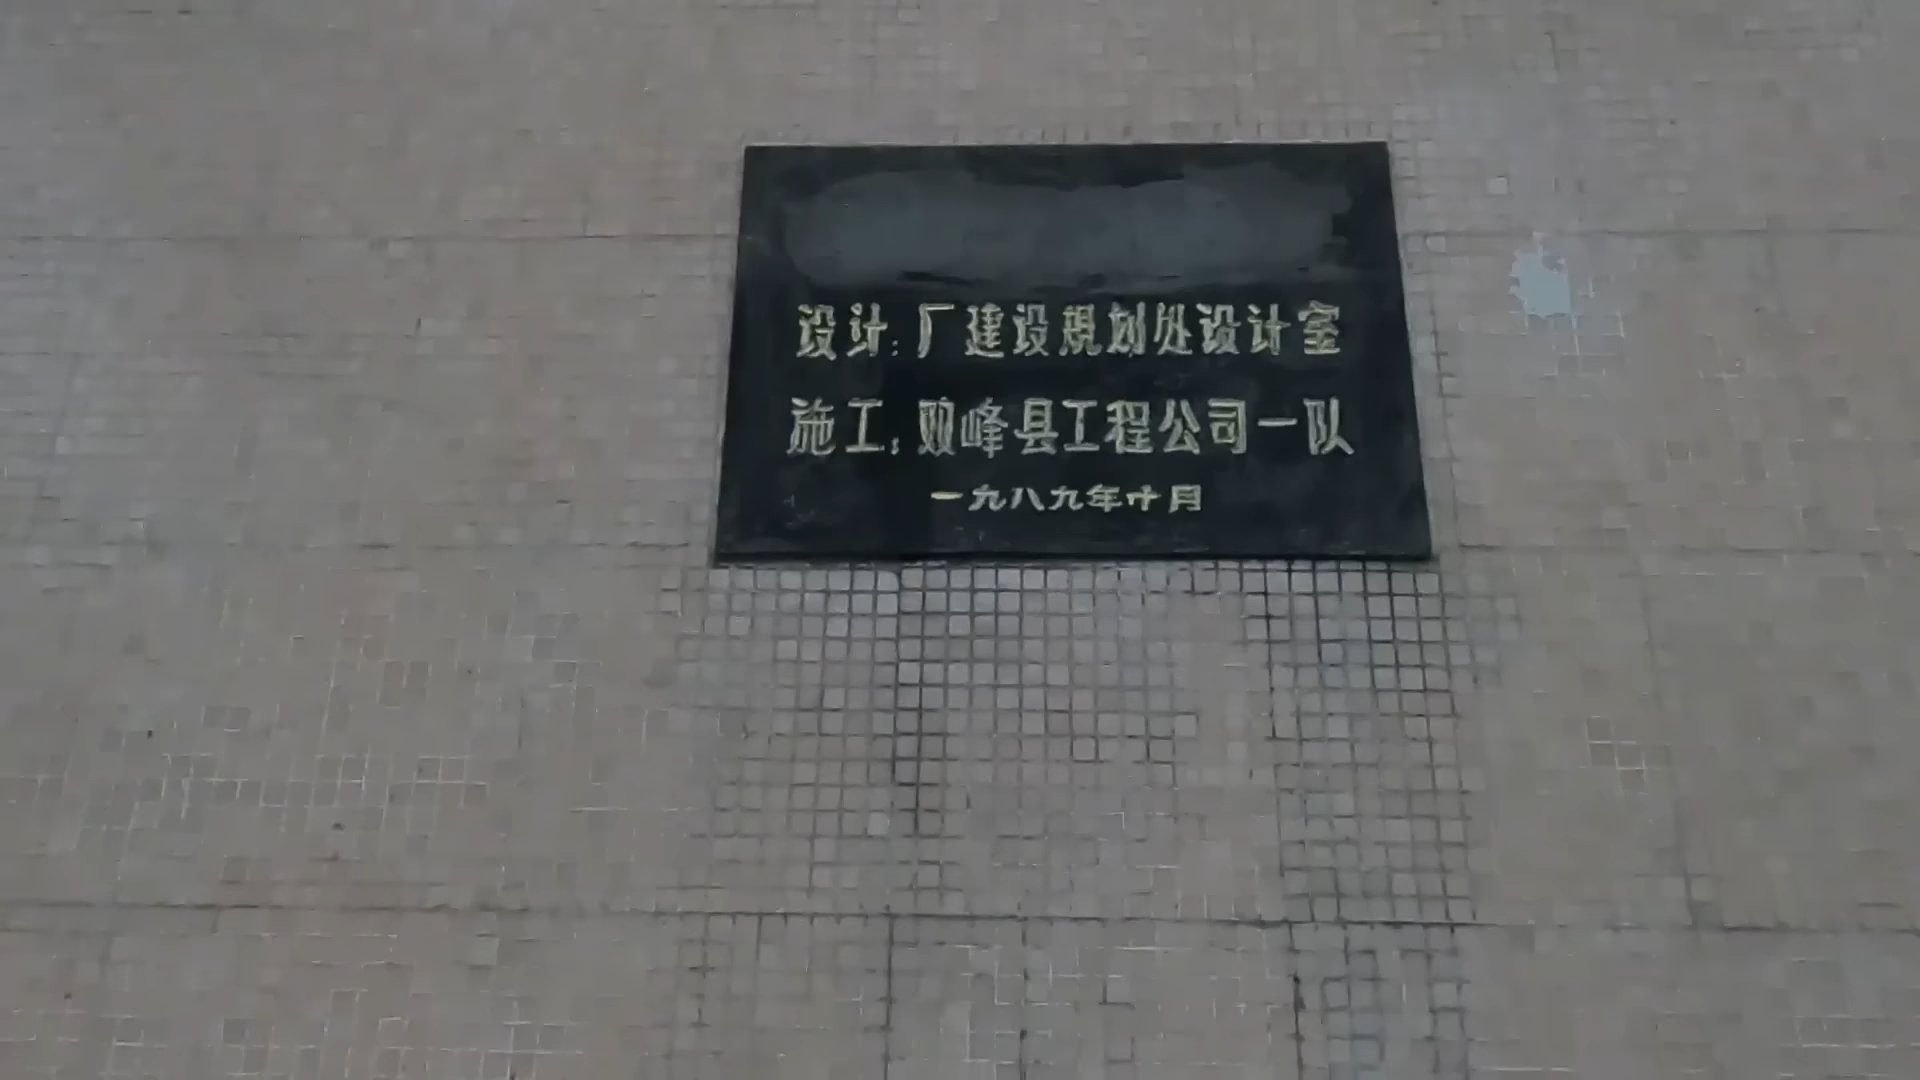 设计：厂建设规划处设计室
施工：峰县工程公司一队
一九八九年十月